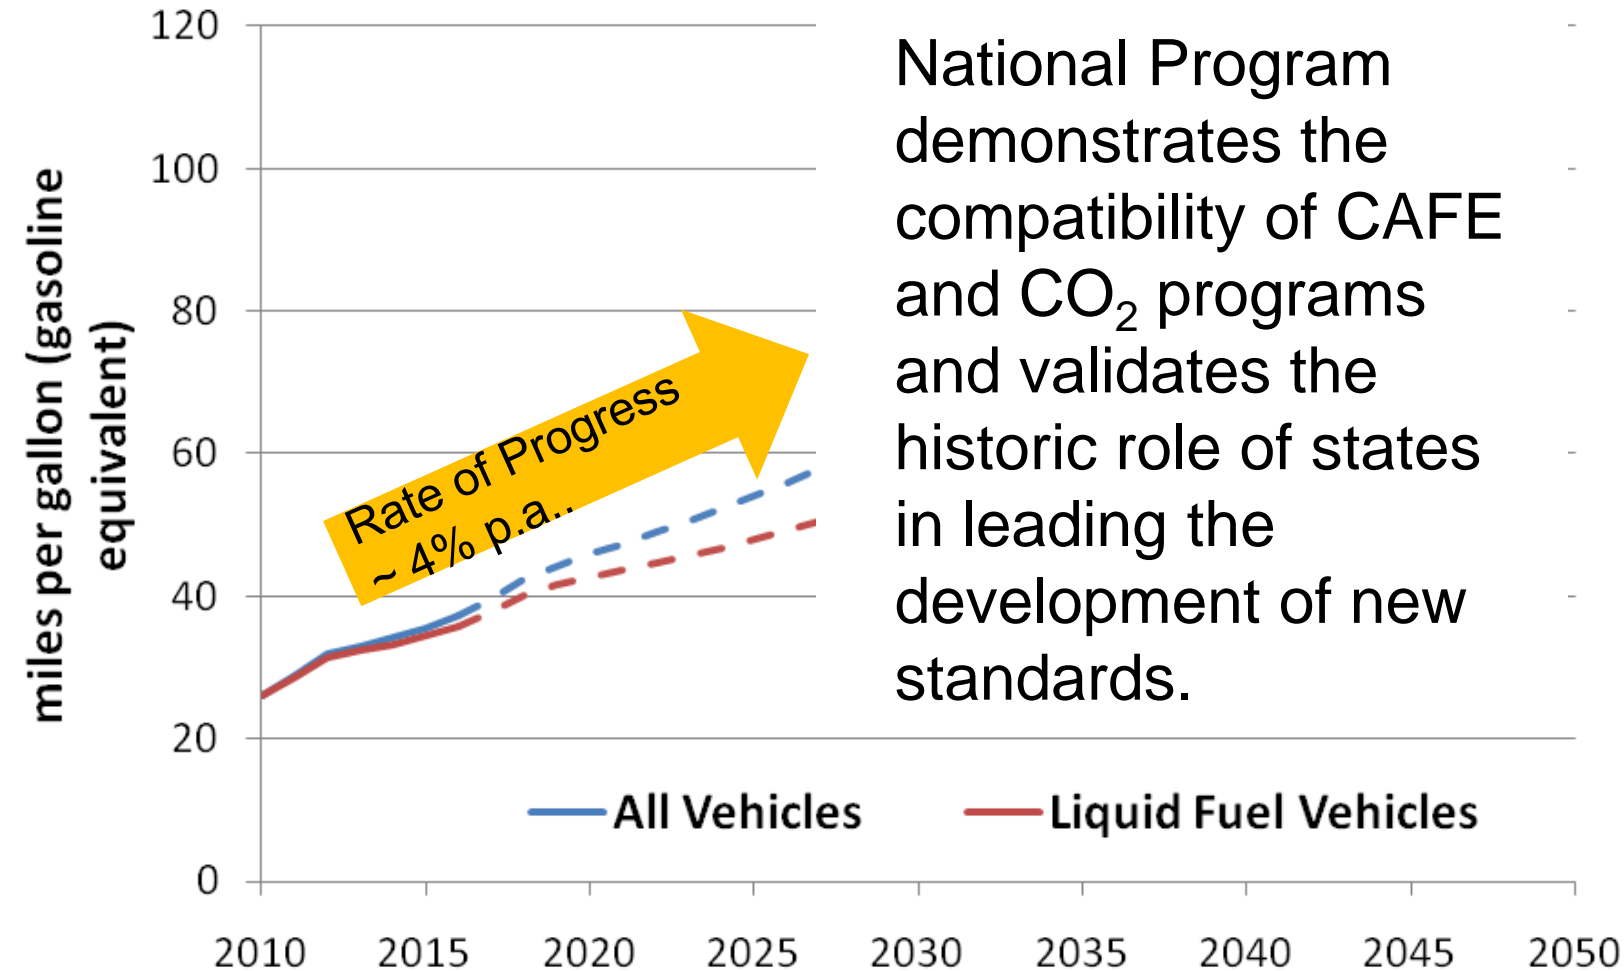 120
100
80
60
40
20
0
miles per gallon (gasoline
equivalent)
Rate of Progress
~ 4% p.a..
National Program
demonstrates the
compatibility of CAFE
and CO₂ programs
and validates the
historic role of states
in leading the
development of new
standards.
All Vehicles Liquid Fuel Vehicles
2010 2015 2020 2025 2030 2035 2040 2045 2050